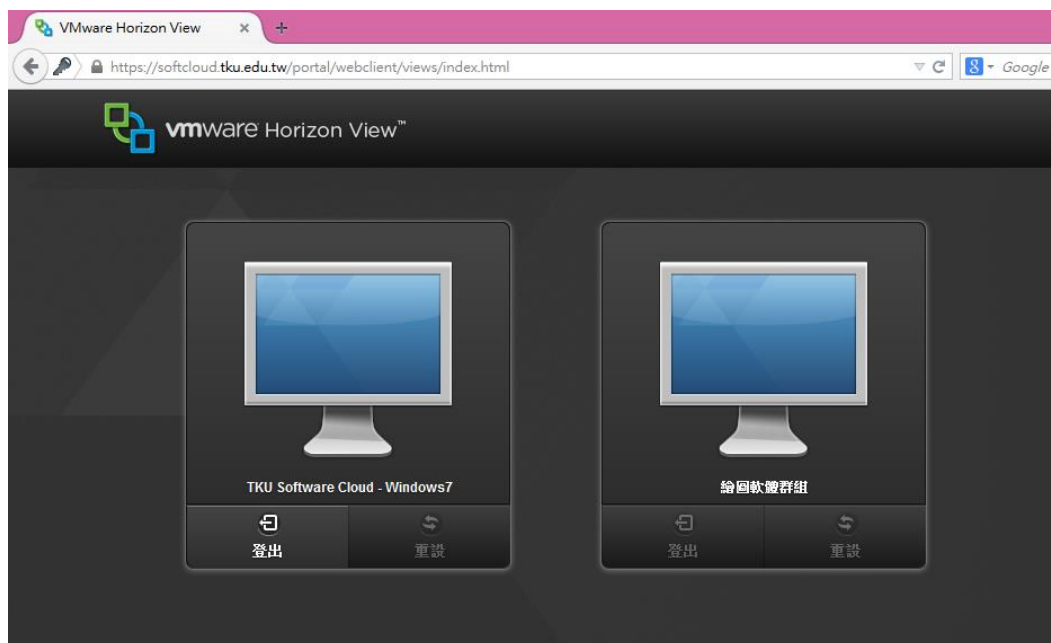 VMware Horizon View
https://softcloud.tku.edu.tw/portal/webclient/views/index.html
Google
vmware Horizon View™
TKU Software Cloud - Windows7
繪圖軟體群組
登出 重設
登出 重設